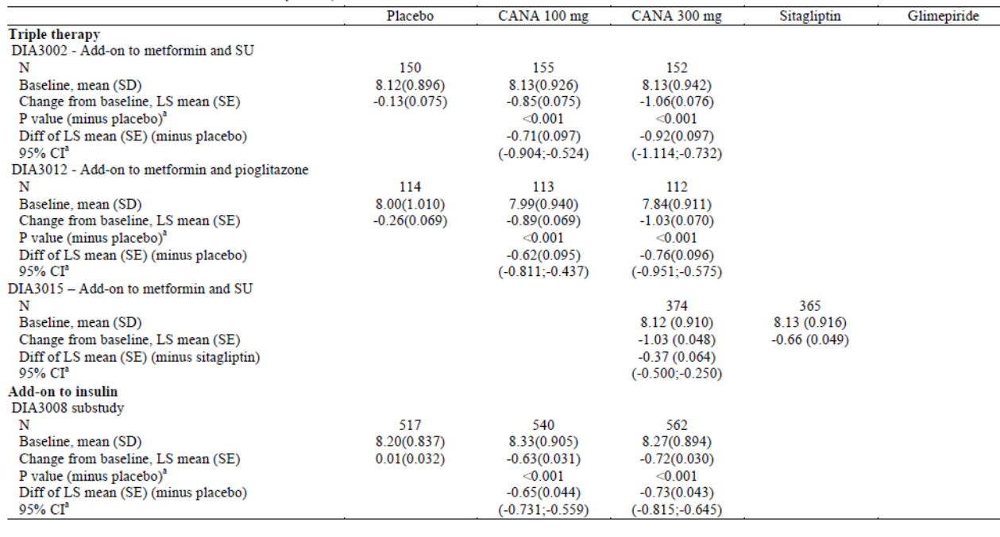 Placebo CANA 100 mg CANA 300 mg Sitagliptin Glimepiride
Triple therapy
DIA3002 - Add-on to metformin and SU
N 150 155 152
Baseline, mean (SD) 8.12(0.896) 8.13(0.926) 8.13(0.942)
Change from baseline, LS mean (SE) -0.13(0.075) -0.85(0.075) -1.06(0.076)
P value (minus placebo)ª <0.001 <0.001
Diff of LS mean (SE) (minus placebo) -0.71(0.097) -0.92(0.097)
95% CIª (-0.904;-0.524) (-1.114;-0.732)
DIA3012 - Add-on to metformin and pioglitazone
N 114 113 112
Baseline, mean (SD) 8.00(1.010) 7.99(0.940) 7.84(0.911)
Change from baseline, LS mean (SE) -0.26(0.069) -0.89(0.069) -1.03(0.070)
P value (minus placebo)ª <0.001 <0.001
Diff of LS mean (SE) (minus placebo) -0.62(0.095) -0.76(0.096)
95% CIª (-0.811;-0.437) (-0.951;-0.575)
DIA3015 – Add-on to metformin and SU
N 374 365
Baseline, mean (SD) 8.12 (0.910) 8.13 (0.916)
Change from baseline, LS mean (SE) -1.03 (0.048) -0.66 (0.049)
Diff of LS mean (SE) (minus sitagliptin) -0.37 (0.064)
95% CIª (-0.500;-0.250)
Add-on to insulin
DIA3008 substudy
N 517 540 562
Baseline, mean (SD) 8.20(0.837) 8.33(0.905) 8.27(0.894)
Change from baseline, LS mean (SE) 0.01(0.032) -0.63(0.031) -0.72(0.030)
P value (minus placebo)ª <0.001 <0.001
Diff of LS mean (SE) (minus placebo) -0.65(0.044) -0.73(0.043)
95% CIª (-0.731;-0.559) (-0.815;-0.645)